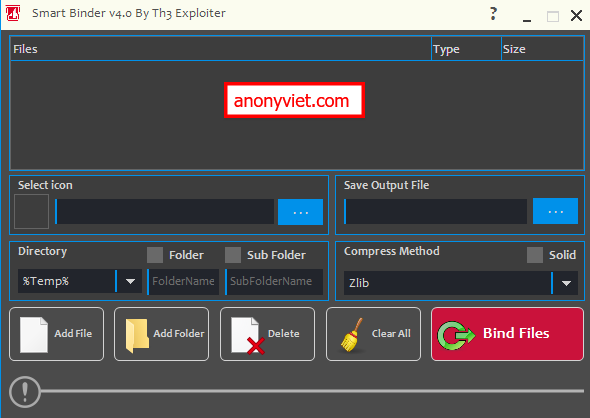 Smart Binder v4.0 By Th3 Exploiter
?
Files Type Size
anonyviet.com
Select icon
...
Save Output File
...
Directory Folder Sub Folder
%Temp% FolderName SubFolderName
Compress Method Solid
Zlib
Add File Add Folder Delete Clear All Bind Files